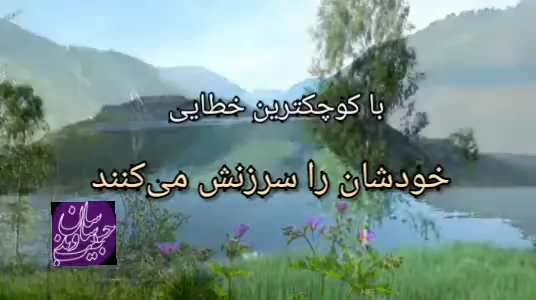 با کوچکترین خطایی
خودشان را سرزنش می‌کنند